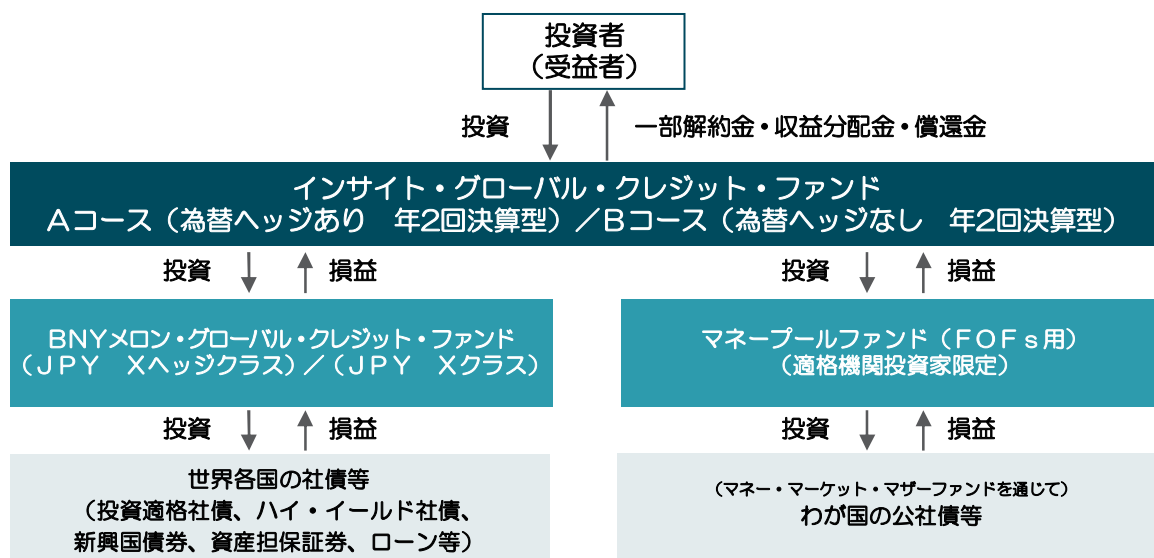 投資者
（受益者）
投資
一部解約金・収益分配金・償還金
インサイト・グローバル・クレジット・ファンド
Ａコース（為替ヘッジあり　年２回決算型）／Ｂコース（為替ヘッジなし　年２回決算型）
投資
損益
投資
損益
ＢＮＹメロン・グローバル・クレジット・ファンド
（ＪＰＹ　Ｘヘッジクラス）／（ＪＰＹ　Ｘクラス）
マネープールファンド（ＦＯＦｓ用）
（適格機関投資家限定）
投資
損益
投資
損益
世界各国の社債等
（投資適格社債、ハイ・イールド社債、
新興国債券、資産担保証券、ローン等）
（マネー・マーケット・マザーファンドを通じて）
わが国の公社債等